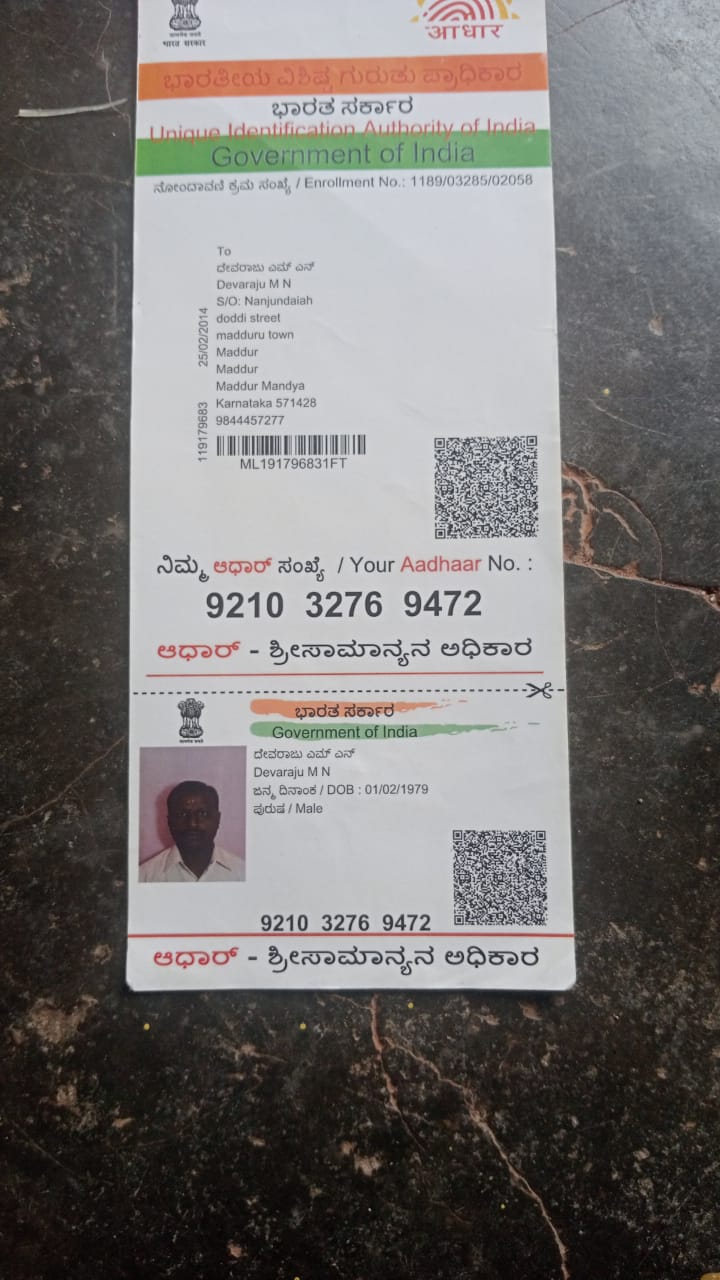 भारत सरकार
आधार
ಭಾರತೀಯ ವಿಶಿಷ್ಟ ಗುರುತು ಪ್ರಾಧಿಕಾರ
ಭಾರತ ಸರ್ಕಾರ
Unique Identification Authority of India
Government of India
ನೋಂದಾವಣಿ ಕ್ರಮ ಸಂಖ್ಯೆ / Enrollment No.: 1189/03285/02058
To
ದೇವರಾಜು ಎಮ್ ಎನ್
Devaraju M N
S/O: Nanjundaiah
doddi street
madduru town
Maddur
Maddur
Maddur Mandya
Karnataka 571428
9844457277
25/02/2014
119179683
ML191796831FT
ನಿಮ್ಮ ಆಧಾರ್ ಸಂಖ್ಯೆ / Your Aadhaar No. :
9210 3276 9472
ಆಧಾರ್ - ಶ್ರೀಸಾಮಾನ್ಯನ ಅಧಿಕಾರ
ಭಾರತ ಸರ್ಕಾರ
Government of India
ದೇವರಾಜು ಎಮ್ ಎನ್
Devaraju M N
ಜನ್ಮ ದಿನಾಂಕ / DOB : 01/02/1979
ಪುರುಷ / Male
9210 3276 9472
ಆಧಾರ್ - ಶ್ರೀಸಾಮಾನ್ಯನ ಅಧಿಕಾರ